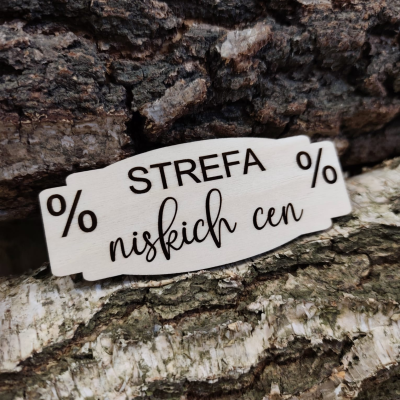 % STREFA %
niskich cen